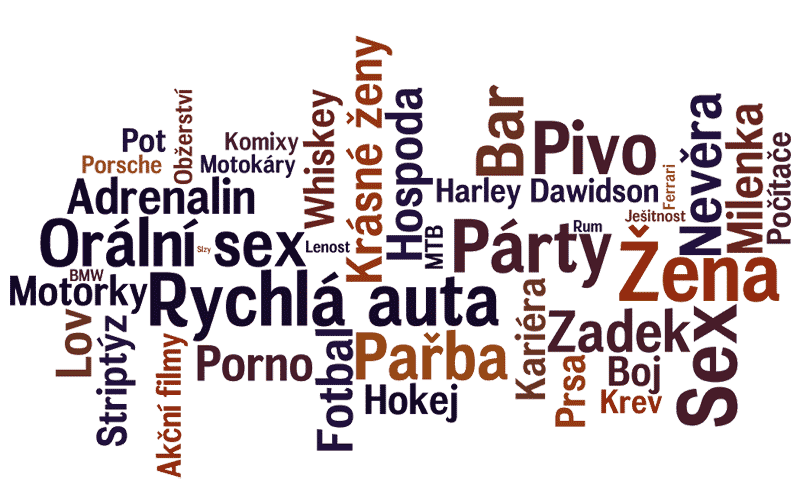 Obžerství
Pot
Komixy
Porsche
Motokáry
Adrenalin
Whiskey
Krásné ženy
Hospoda
Bar
Pivo
Harley Dawidson
Ferrari
Nevěra
Milenka
Počítače
Ješitnost
Orální sex
Slzy
Lenost
MTB
Párty
Rum
Žena
BMW
Motorky
Rychlá auta
Lov
Striptýz
Akční filmy
Porno
Fotbal
Pařba
Hokej
Kariéra
Zadek
Prsa
Boj
Krev
Sex